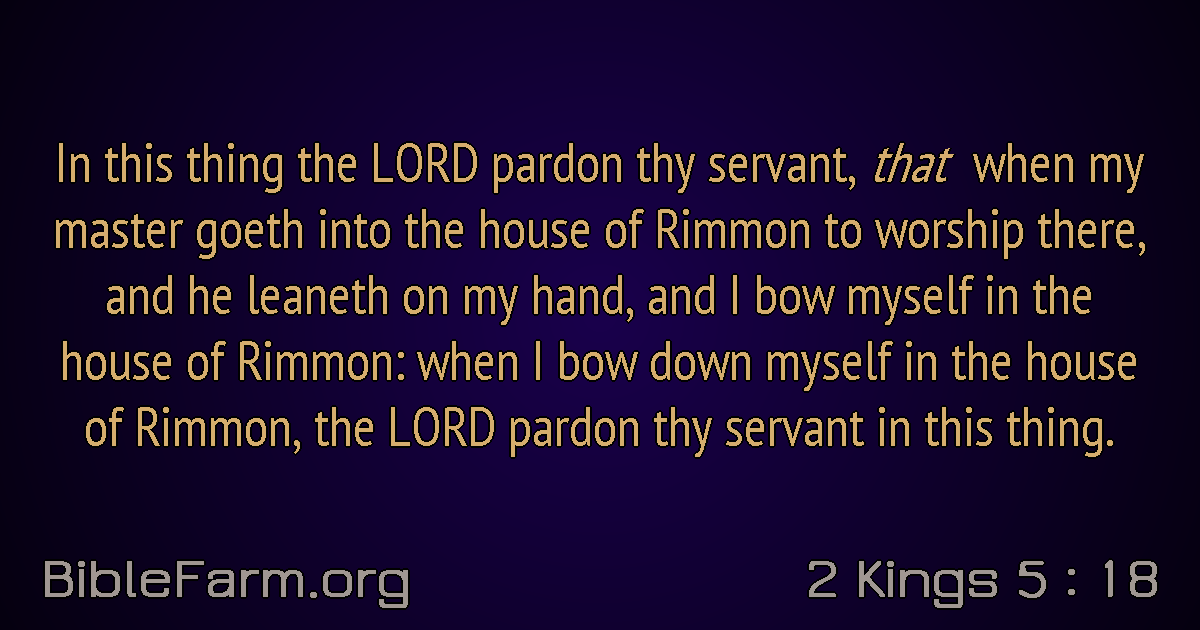 In this thing the LORD pardon thy servant, that when my
master goeth into the house of Rimmon to worship there,
and he leaneth on my hand, and I bow myself in the
house of Rimmon: when I bow down myself in the house
of Rimmon, the LORD pardon thy servant in this thing.
BibleFarm.org
2 Kings 5 : 18